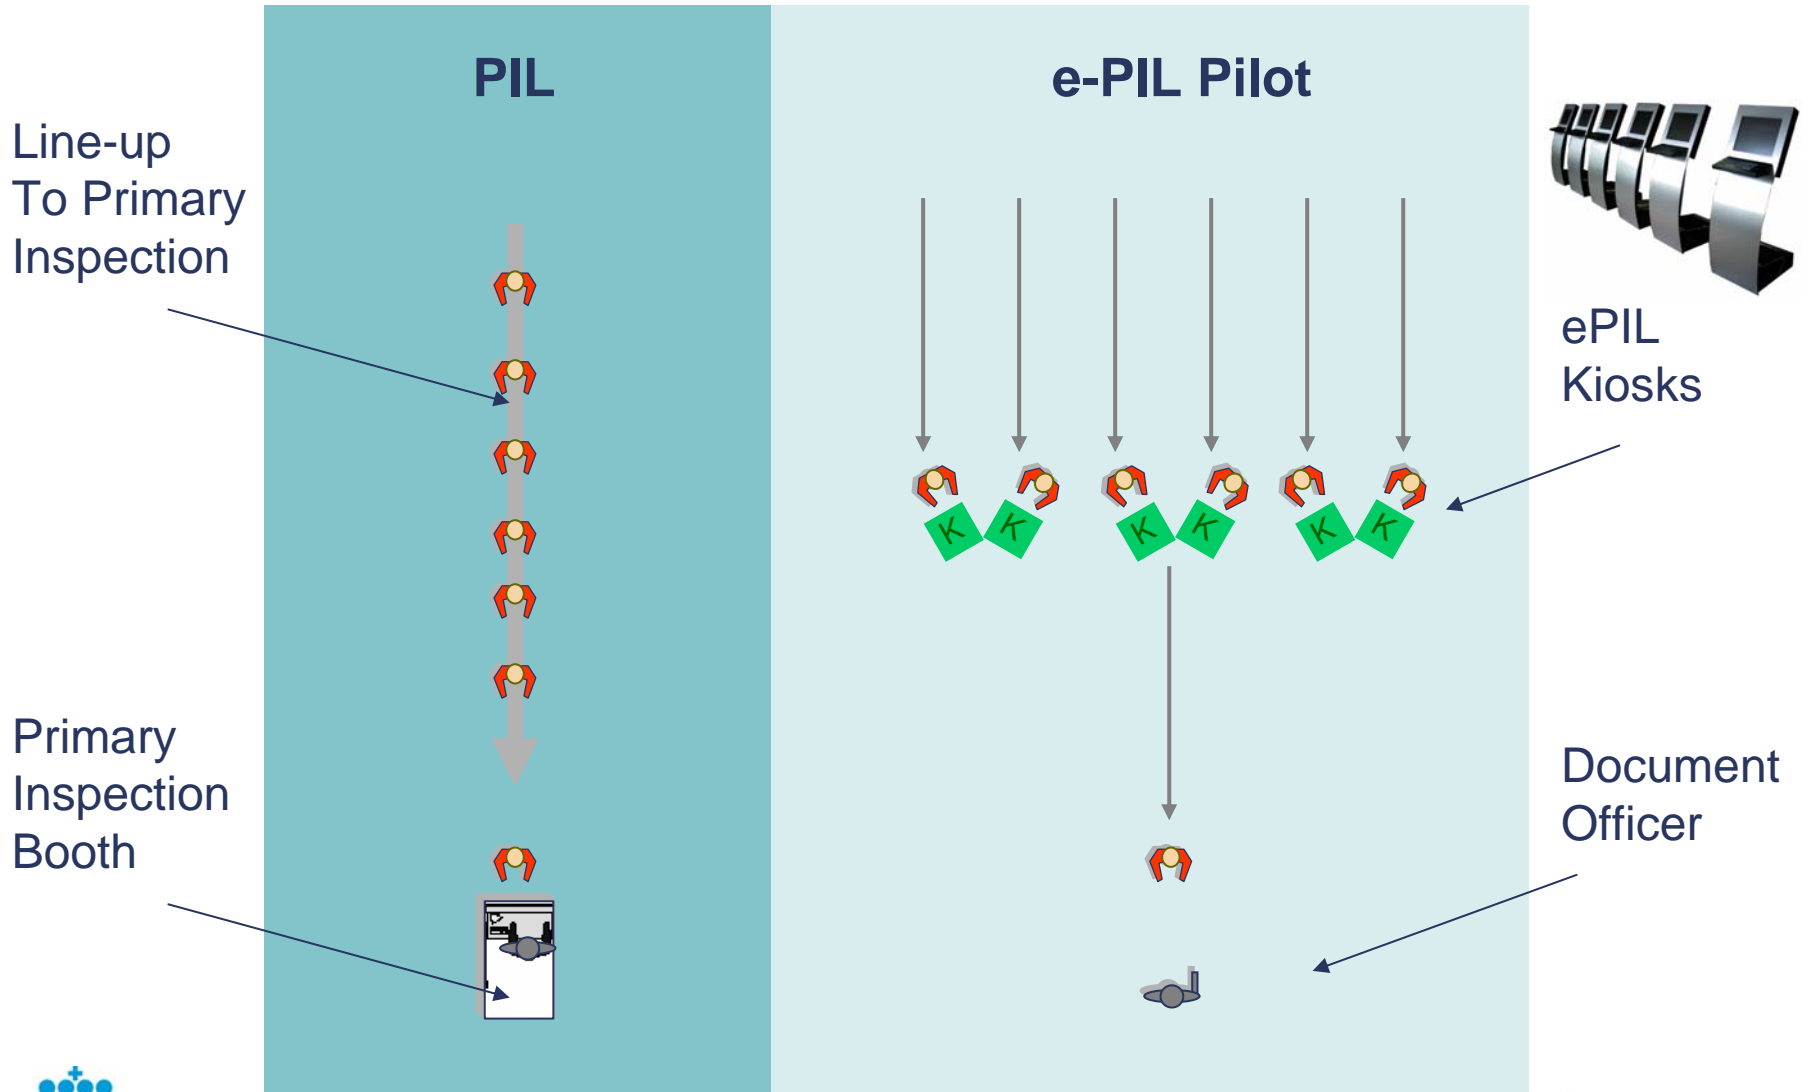 PIL
e-PIL Pilot
Line-up
To Primary
Inspection
ePIL
Kiosks
K
K
K
K
K
K
Primary
Inspection
Booth
Document
Officer